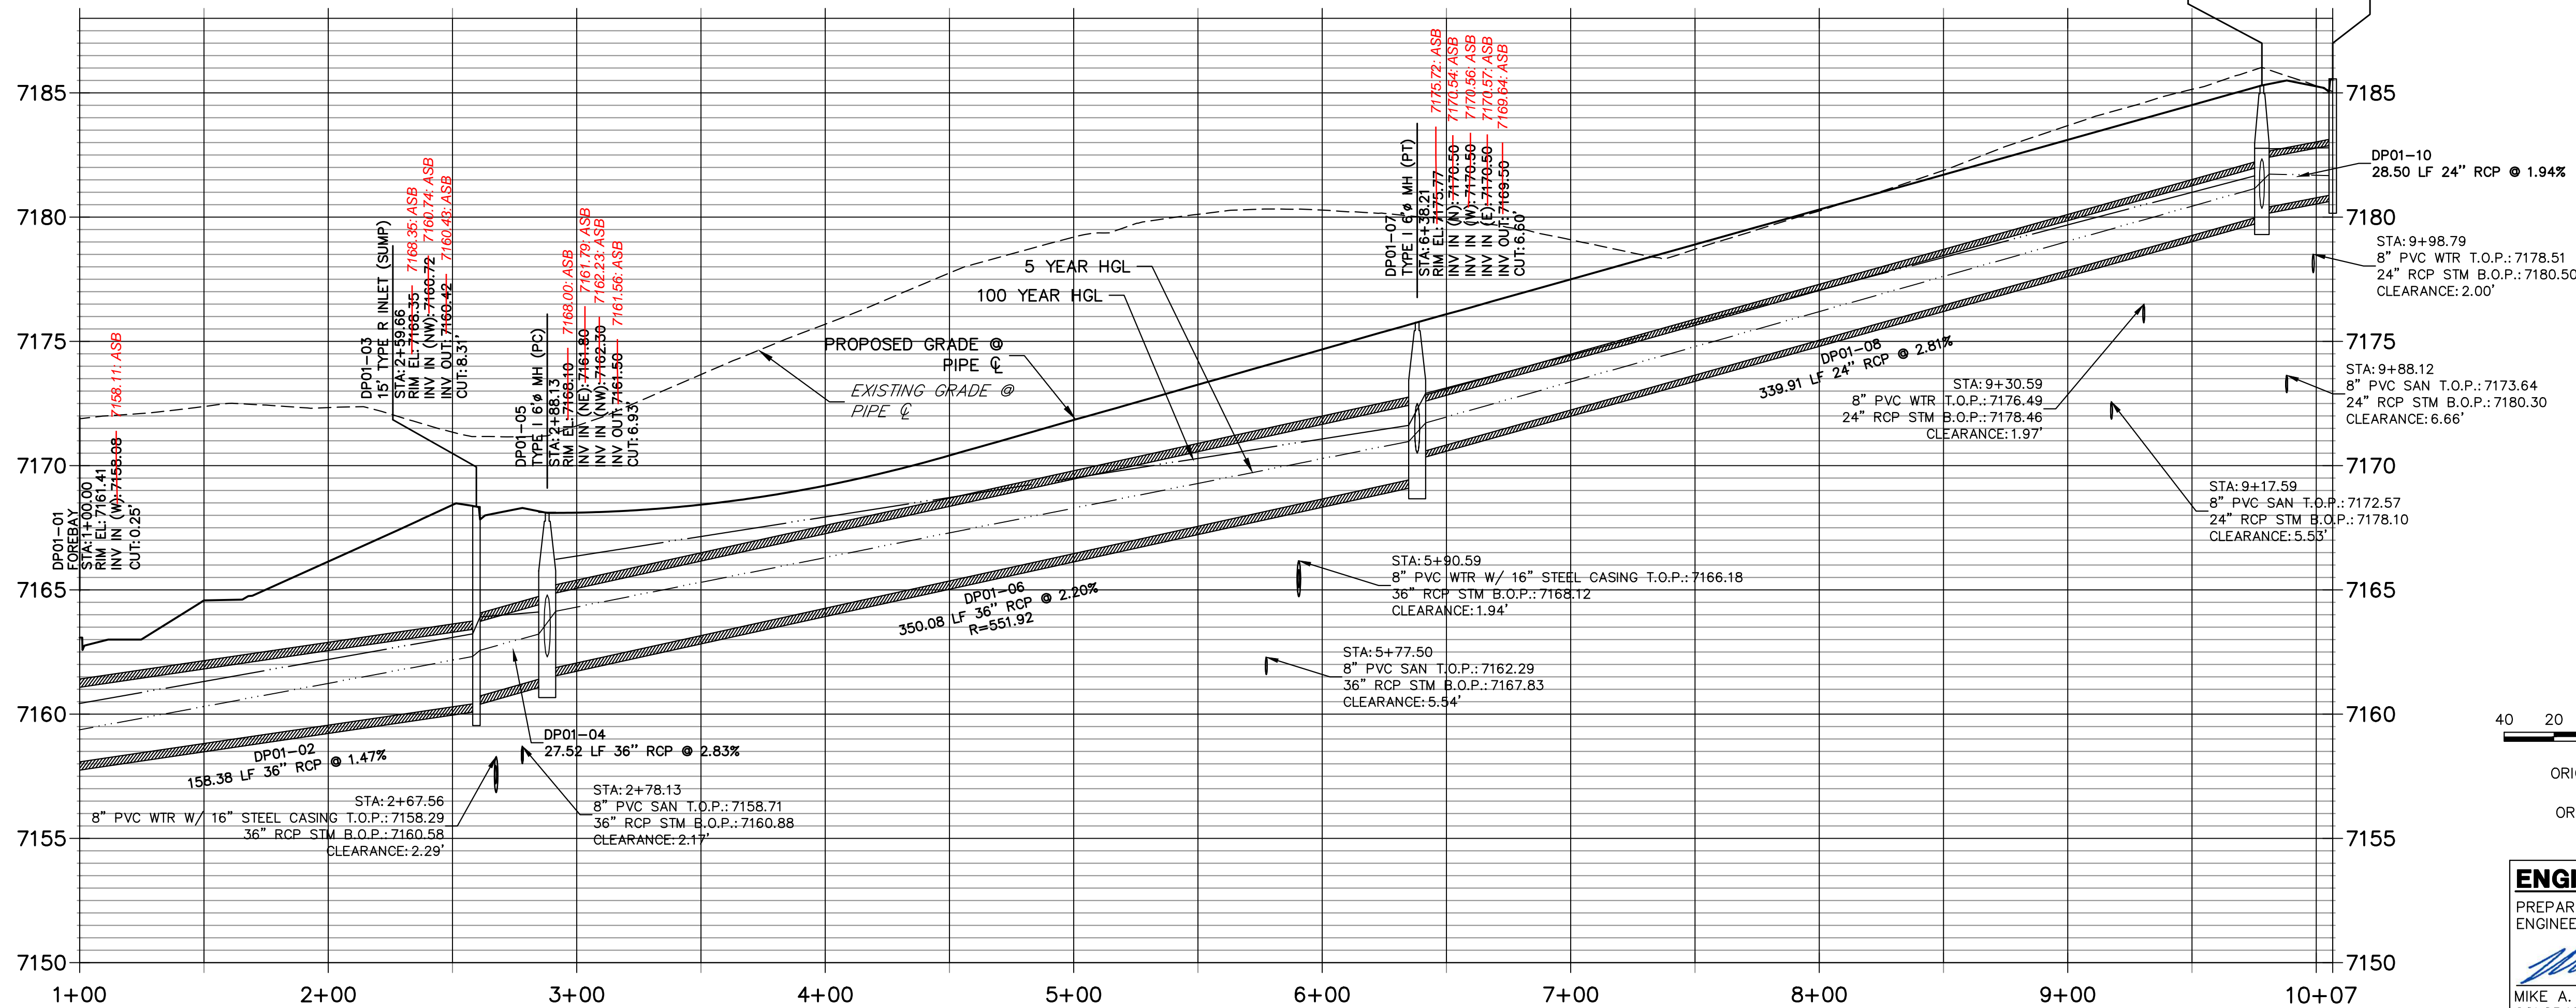 7185
7180
7175
7170
7165
7160
7155
7150
DP01-01
FOREBAY
STA: 1+00.00
RIM EL: 7161.41
INV IN (W): 7158.08 7158.11: ASB
CUT: 0.25'
DP01-03
15' TYPE R INLET (SUMP)
STA: 2+59.66
RIM EL: 7168.35 7168.35: ASB
INV IN (NW): 7160.72 7160.74: ASB
INV OUT: 7160.42 7160.43: ASB
CUT: 8.31'
DP01-05
TYPE I 6'ø MH (PC)
STA: 2+88.13
RIM EL: 7168.10 7168.00: ASB
INV IN (NE): 7161.80 7161.79: ASB
INV IN (NW): 7162.30 7162.23: ASB
INV OUT: 7161.50 7161.56: ASB
CUT: 6.93'
5 YEAR HGL
100 YEAR HGL
PROPOSED GRADE @
PIPE ℄
EXISTING GRADE @
PIPE ℄
DP01-07
TYPE I 6'ø MH (PT)
STA: 6+38.21
RIM EL: 7175.77 7175.72: ASB
INV IN (N): 7170.50 7170.54: ASB
INV IN (W): 7170.50 7170.56: ASB
INV IN (E): 7170.50 7170.57: ASB
INV OUT: 7169.50 7169.64: ASB
CUT: 6.60'
DP01-02
158.38 LF 36" RCP @ 1.47%
DP01-04
27.52 LF 36" RCP @ 2.83%
DP01-06
350.08 LF 36" RCP @ 2.20%
R=551.92
DP01-08
339.91 LF 24" RCP @ 2.81%
DP01-10
28.50 LF 24" RCP @ 1.94%
STA: 2+67.56
8" PVC WTR W/ 16" STEEL CASING T.O.P.: 7158.29
36" RCP STM B.O.P.: 7160.58
CLEARANCE: 2.29'
STA: 2+78.13
8" PVC SAN T.O.P.: 7158.71
36" RCP STM B.O.P.: 7160.88
CLEARANCE: 2.17'
STA: 5+90.59
8" PVC WTR W/ 16" STEEL CASING T.O.P.: 7166.18
36" RCP STM B.O.P.: 7168.12
CLEARANCE: 1.94'
STA: 5+77.50
8" PVC SAN T.O.P.: 7162.29
36" RCP STM B.O.P.: 7167.83
CLEARANCE: 5.54'
STA: 9+30.59
8" PVC WTR T.O.P.: 7176.49
24" RCP STM B.O.P.: 7178.46
CLEARANCE: 1.97'
STA: 9+17.59
8" PVC SAN T.O.P.: 7172.57
24" RCP STM B.O.P.: 7178.10
CLEARANCE: 5.53'
STA: 9+98.79
8" PVC WTR T.O.P.: 7178.51
24" RCP STM B.O.P.: 7180.50
CLEARANCE: 2.00'
STA: 9+88.12
8" PVC SAN T.O.P.: 7173.64
24" RCP STM B.O.P.: 7180.30
CLEARANCE: 6.66'
7185
7180
7175
7170
7165
7160
7155
7150
1+00 2+00 3+00 4+00 5+00 6+00 7+00 8+00 9+00 10+07
40 20
MIKE A.